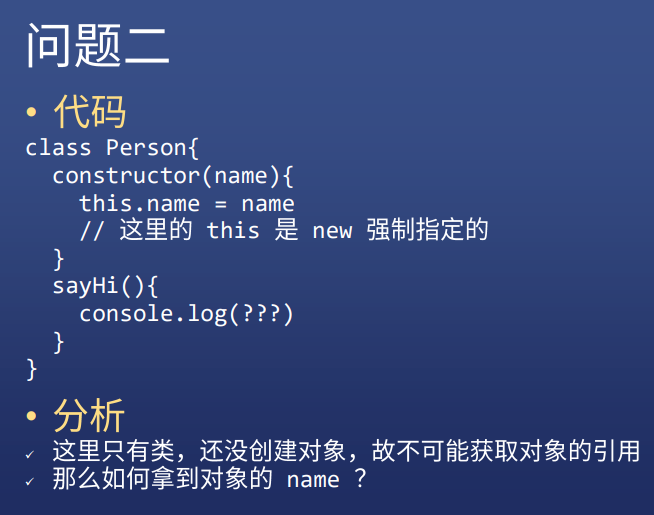 问题二
• 代码
class Person{
  constructor(name){
    this.name = name
    // 这里的 this 是 new 强制指定的
  }
  sayHi(){
    console.log(???)
  }
}
• 分析
✓ 这里只有类，还没创建对象，故不可能获取对象的引用
✓ 那么如何拿到对象的 name ？